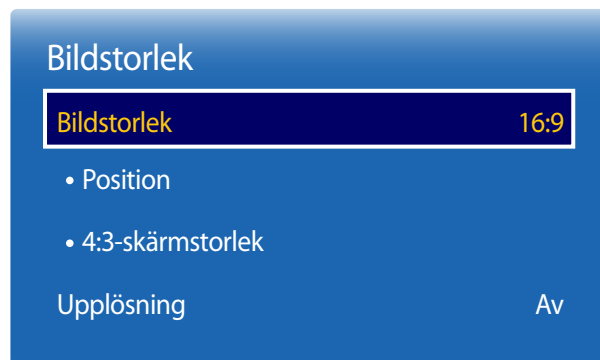 Bildstorlek
Bildstorlek 16:9
• Position
• 4:3-skärmstorlek
Upplösning Av